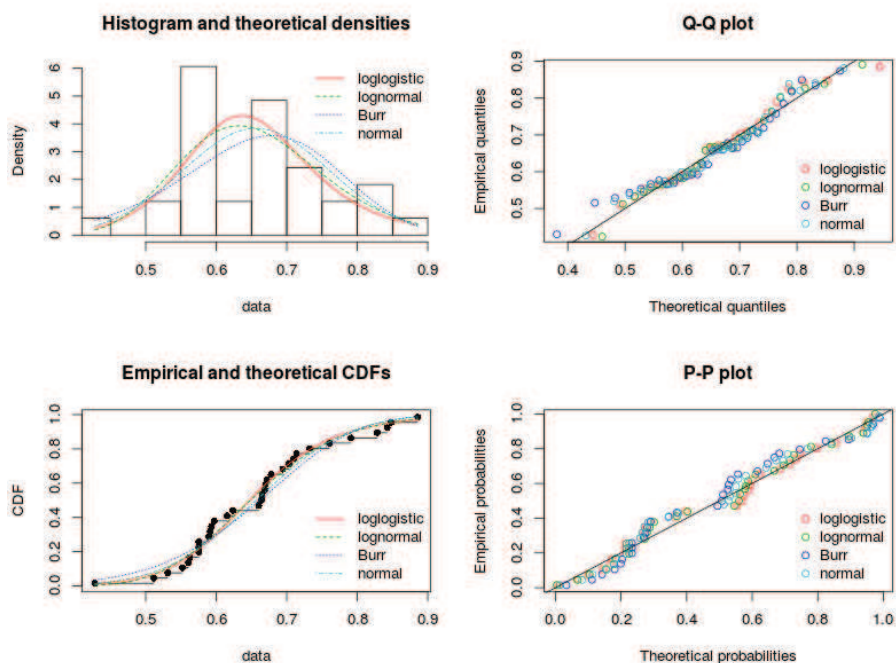 Histogram and theoretical densities
Density
0 1 2 3 4 5 6
loglogistic
lognormal
Burr
normal
0.5 0.6 0.7 0.8 0.9
data
Q-Q plot
Empirical quantiles
0.5 0.6 0.7 0.8 0.9
loglogistic
lognormal
Burr
normal
0.4 0.5 0.6 0.7 0.8 0.9
Theoretical quantiles
Empirical and theoretical CDFs
CDF
0.0 0.2 0.4 0.6 0.8 1.0
loglogistic
lognormal
Burr
normal
0.5 0.6 0.7 0.8 0.9
data
P-P plot
Empirical probabilities
0.0 0.2 0.4 0.6 0.8 1.0
loglogistic
lognormal
Burr
normal
0.0 0.2 0.4 0.6 0.8 1.0
Theoretical probabilities